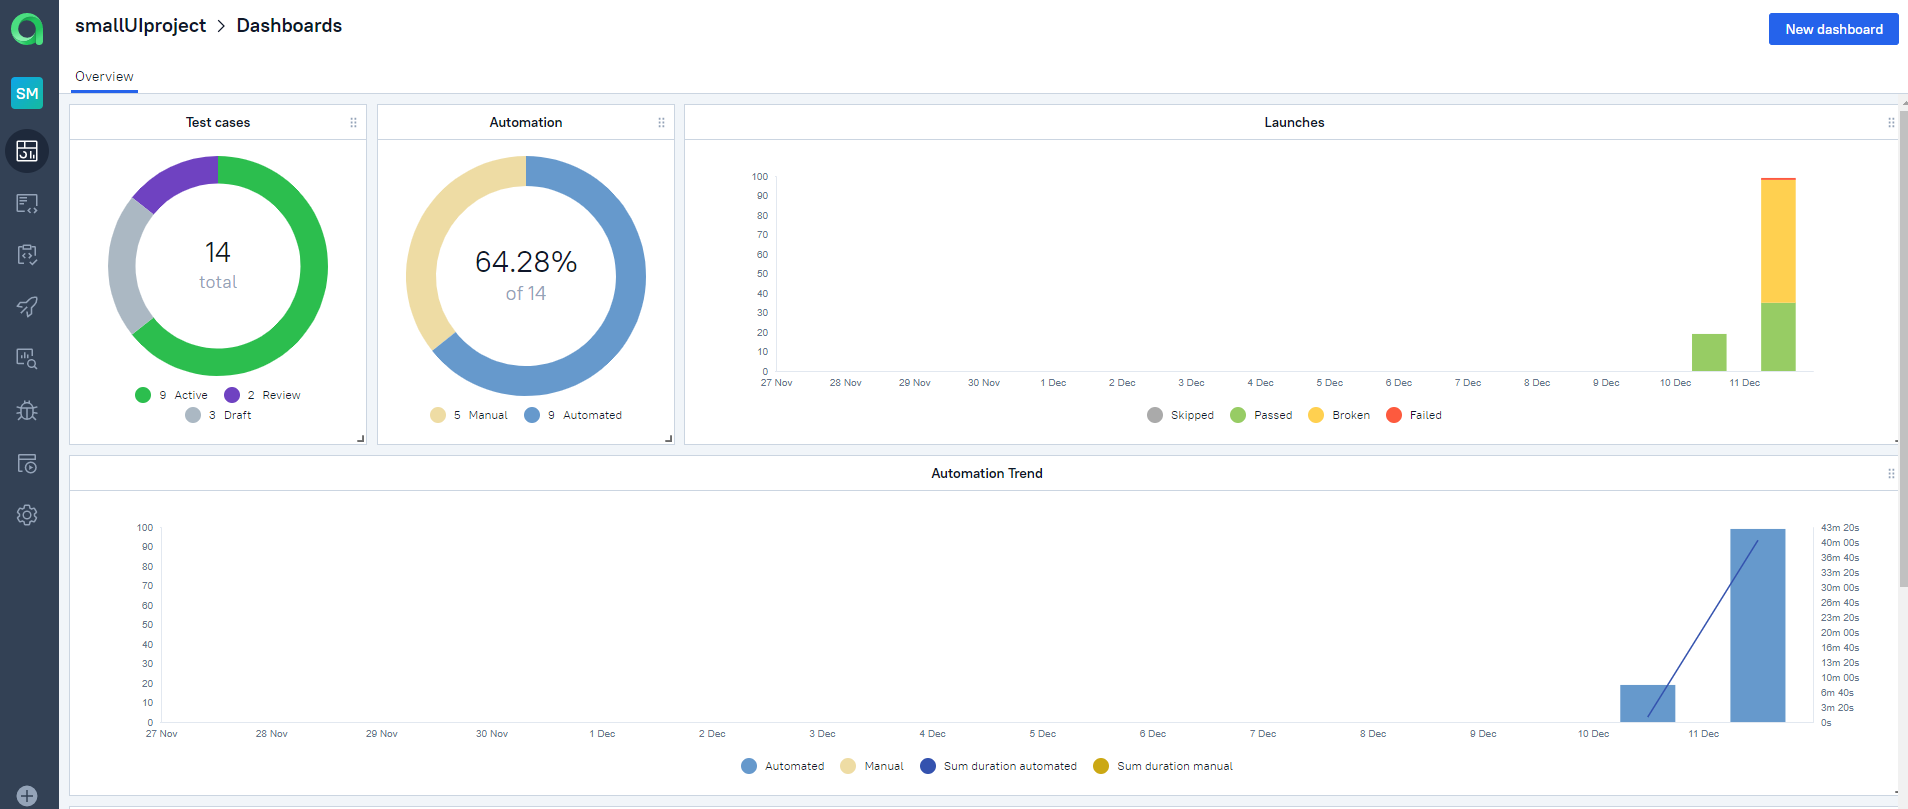 smallUIproject > Dashboards
New dashboard
SM
Overview
Test cases
14
total
9 Active
2 Review
3 Draft
Automation
64.28%
of 14
5 Manual
9 Automated
Launches
100
90
80
70
60
50
40
30
20
10
0
27 Nov 28 Nov 29 Nov 30 Nov 1 Dec 2 Dec 3 Dec 4 Dec 5 Dec 6 Dec 7 Dec 8 Dec 9 Dec 10 Dec 11 Dec
Skipped Passed Broken Failed
Automation Trend
100
90
80
70
60
50
40
30
20
10
0
43m 20s
40m 00s
36m 40s
33m 20s
30m 00s
26m 40s
23m 20s
20m 00s
16m 40s
13m 20s
10m 00s
6m 40s
3m 20s
0s
27 Nov 28 Nov 29 Nov 30 Nov 1 Dec 2 Dec 3 Dec 4 Dec 5 Dec 6 Dec 7 Dec 8 Dec 9 Dec 10 Dec 11 Dec
Automated Manual Sum duration automated Sum duration manual